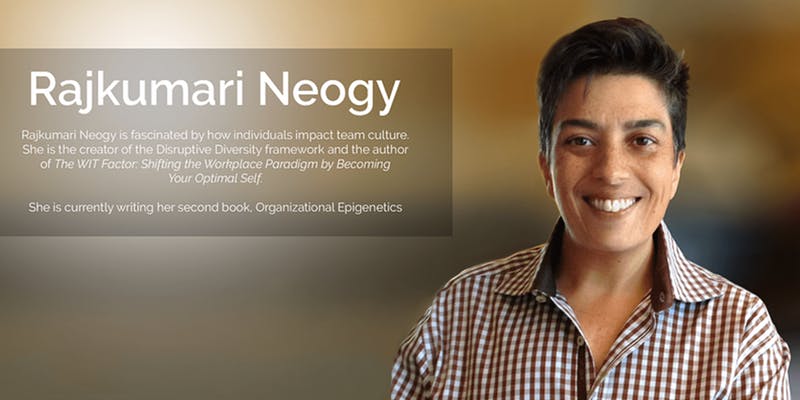 Rajkumari Neogy
Rajkumari Neogy is fascinated by how individuals impact team culture.
She is the creator of the Disruptive Diversity framework and the author
of The WIT Factor: Shifting the Workplace Paradigm by Becoming
Your Optimal Self.
She is currently writing her second book, Organizational Epigenetics